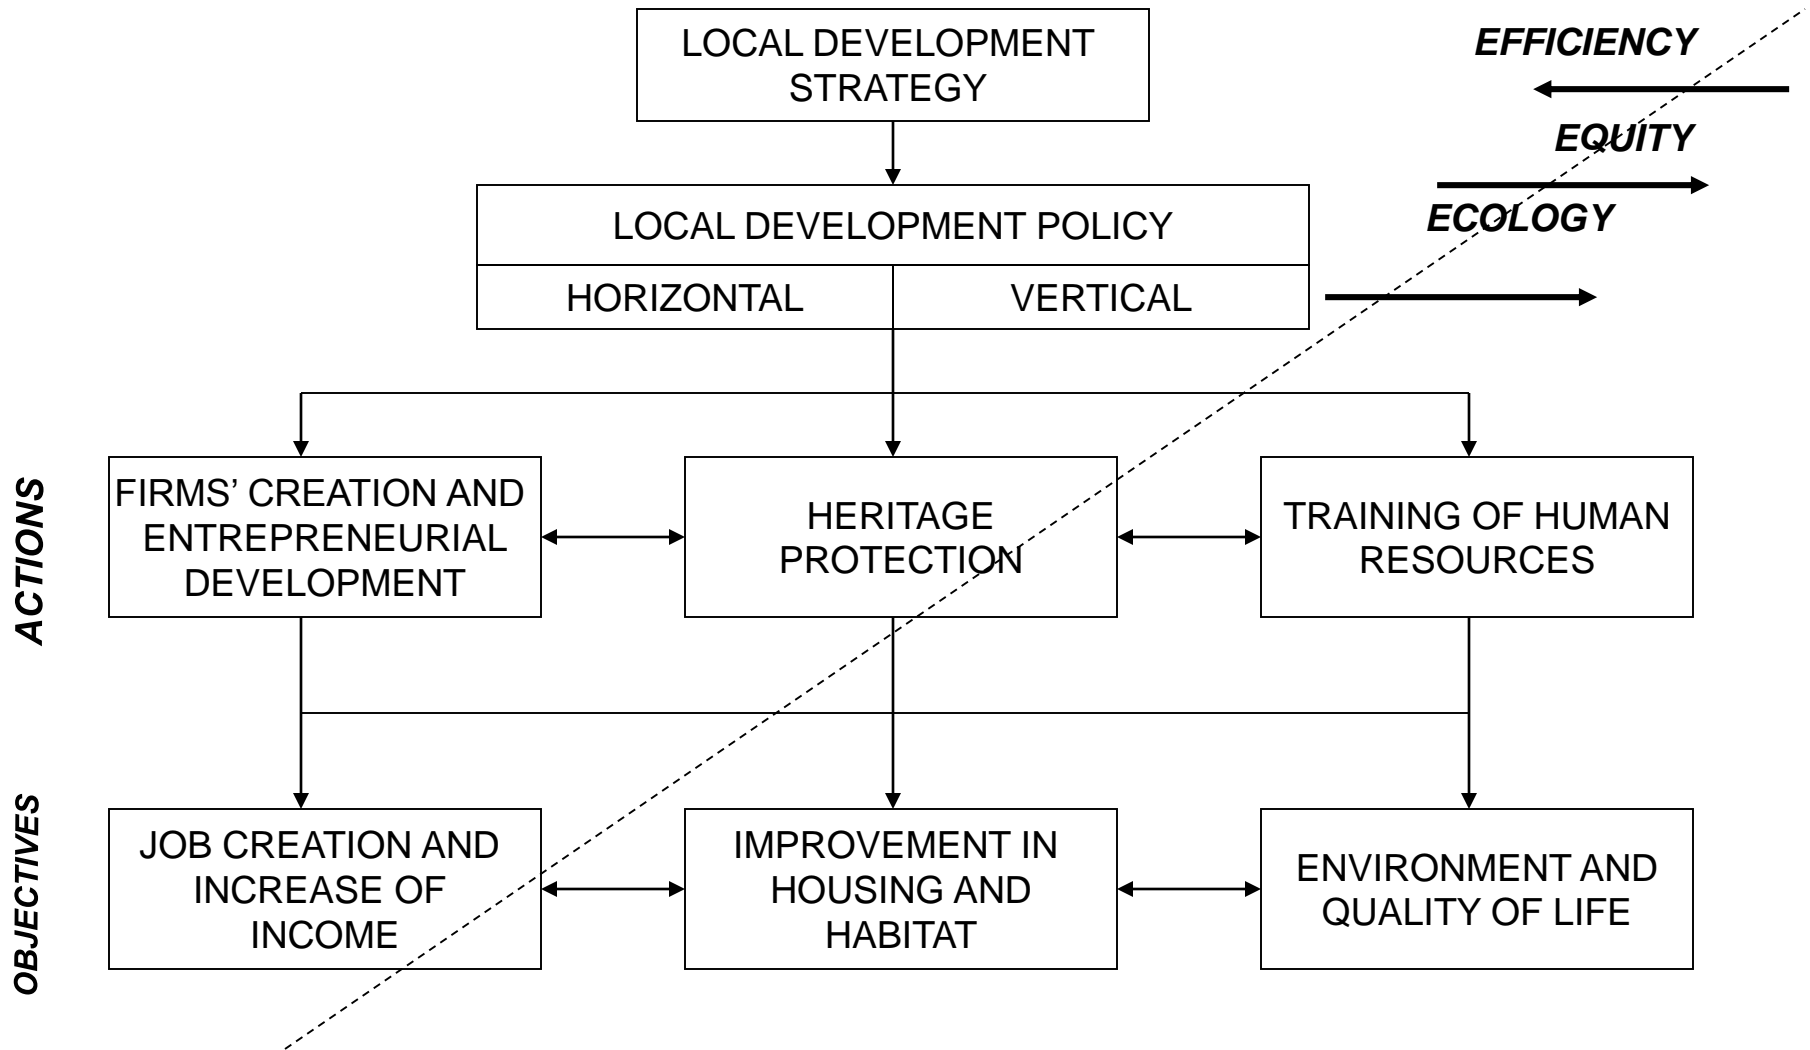 LOCAL DEVELOPMENT
STRATEGY
EFFICIENCY
EQUITY
ECOLOGY
LOCAL DEVELOPMENT POLICY
HORIZONTAL
VERTICAL
ACTIONS
FIRMS’ CREATION AND
ENTREPRENEURIAL
DEVELOPMENT
HERITAGE
PROTECTION
TRAINING OF HUMAN
RESOURCES
OBJECTIVES
JOB CREATION AND
INCREASE OF
INCOME
IMPROVEMENT IN
HOUSING AND
HABITAT
ENVIRONMENT AND
QUALITY OF LIFE